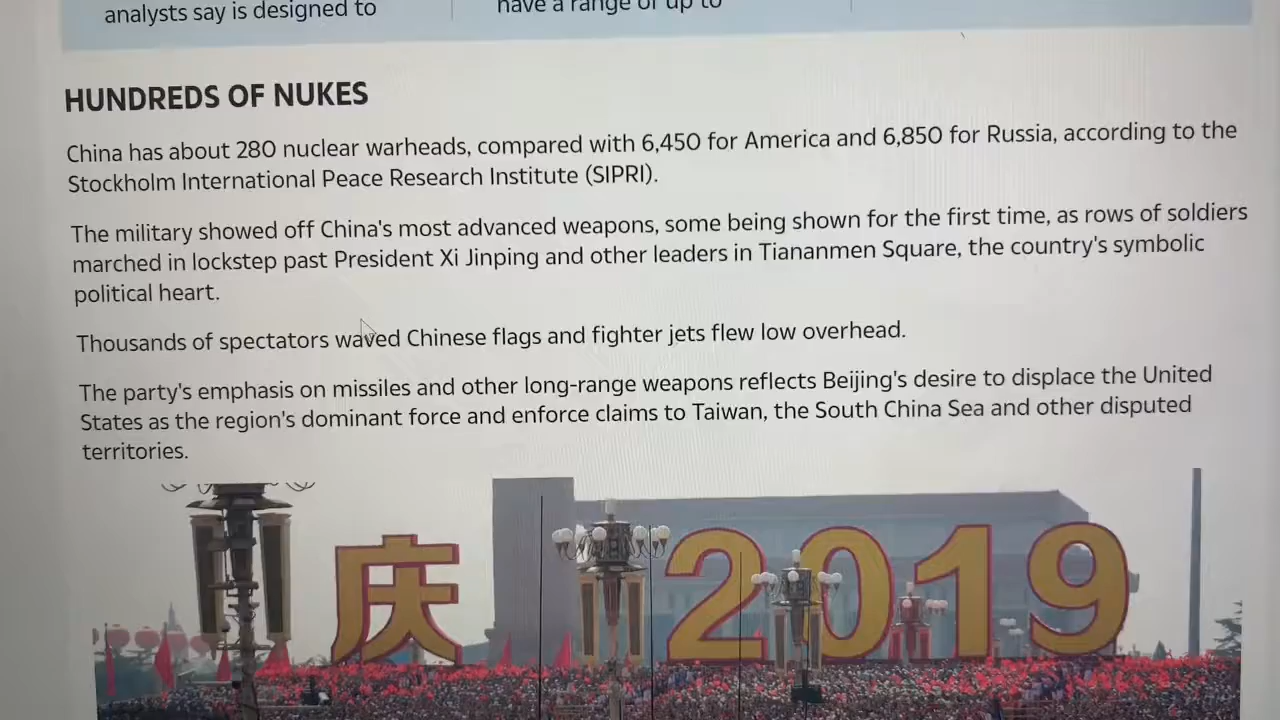 analysts say is designed to
have a range of up to
HUNDREDS OF NUKES
China has about 280 nuclear warheads, compared with 6,450 for America and 6,850 for Russia, according to the
Stockholm International Peace Research Institute (SIPRI).
The military showed off China's most advanced weapons, some being shown for the first time, as rows of soldiers
marched in lockstep past President Xi Jinping and other leaders in Tiananmen Square, the country's symbolic
political heart.
Thousands of spectators waved Chinese flags and fighter jets flew low overhead.
The party's emphasis on missiles and other long-range weapons reflects Beijing's desire to displace the United
States as the region's dominant force and enforce claims to Taiwan, the South China Sea and other disputed
territories.
庆 2019